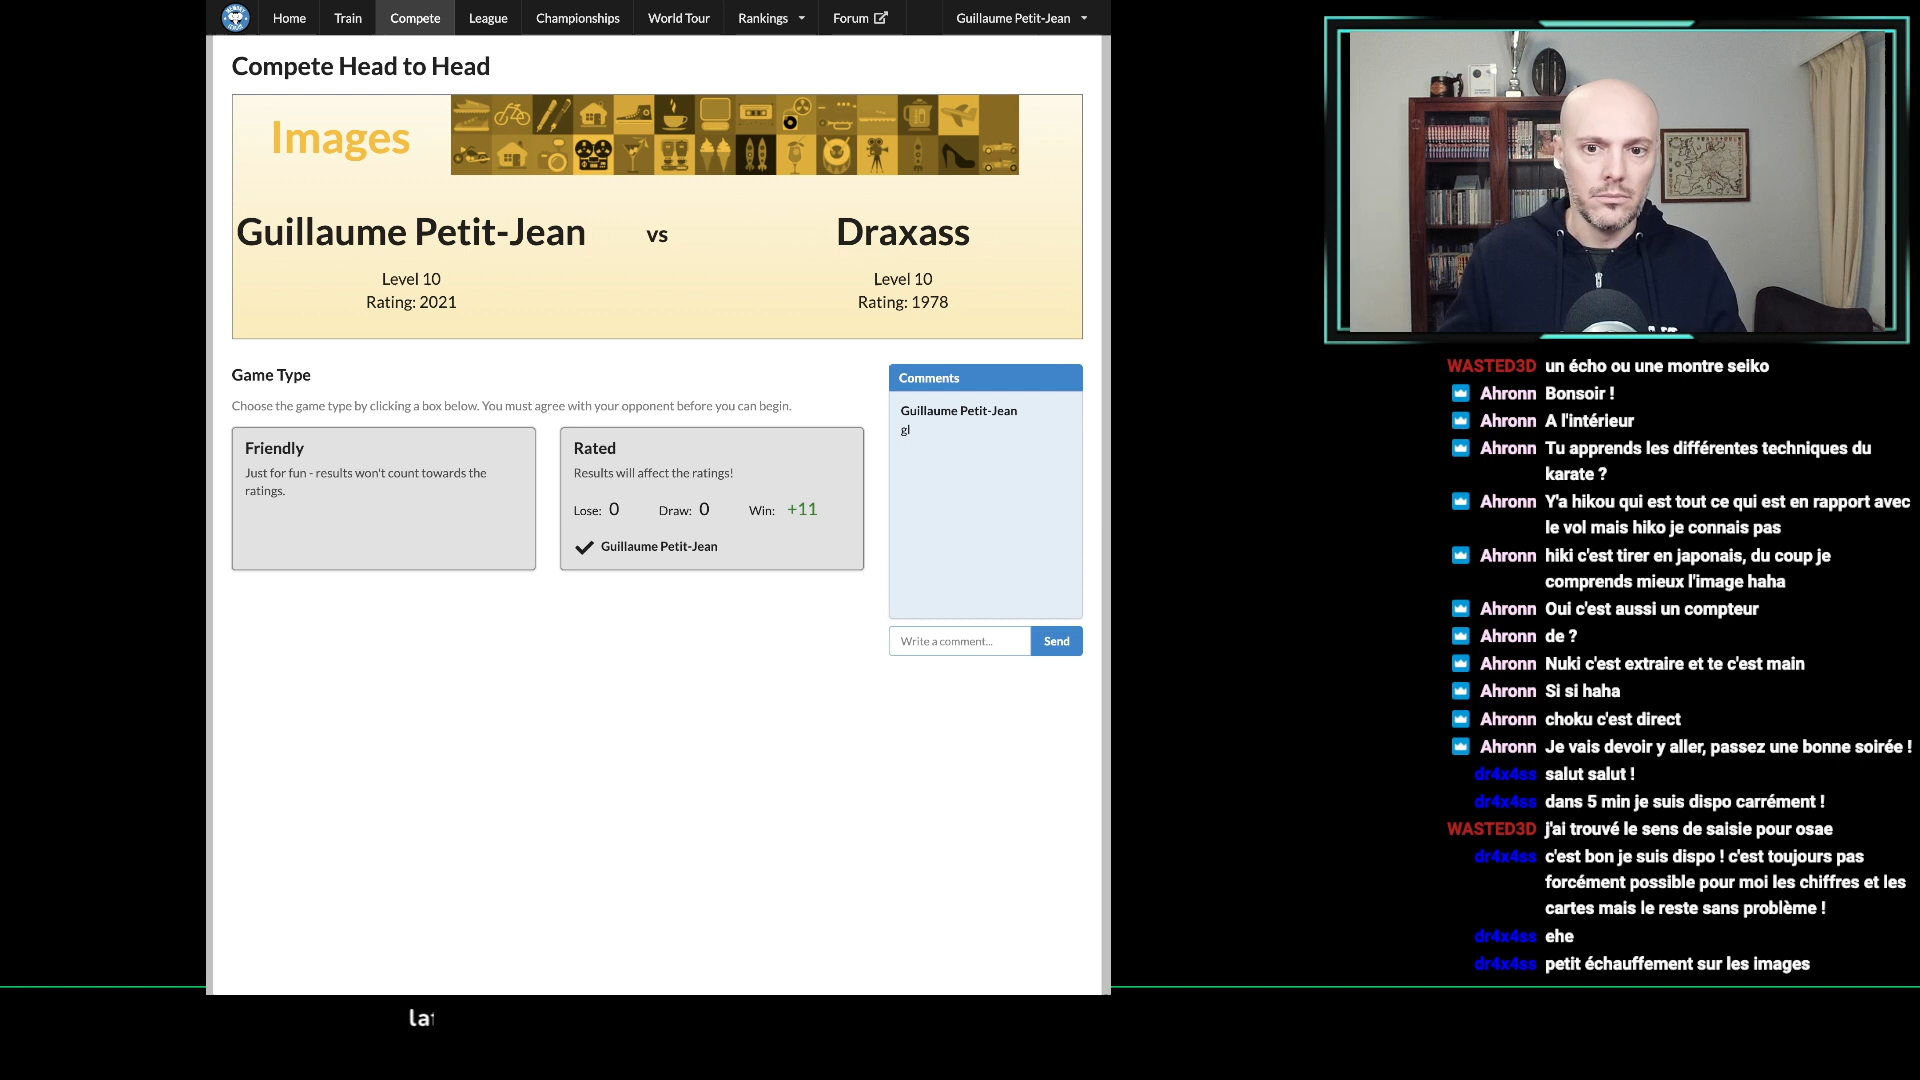 Home
Train
Compete
League
Championships
World Tour
Rankings
Forum
Guillaume Petit-Jean
Compete Head to Head
Images
Guillaume Petit-Jean
vs
Draxass
Level 10
Rating: 2021
Level 10
Rating: 1978
Game Type
Choose the game type by clicking a box below. You must agree with your opponent before you can begin.
Friendly
Just for fun - results won't count towards the
ratings.
Rated
Results will affect the ratings!
Lose: 0 Draw: 0 Win: +11
Guillaume Petit-Jean
Comments
Guillaume Petit-Jean
gl
Write a comment...
Send
WASTED3D un écho ou une montre seiko
Ahronn Bonsoir !
Ahronn A l'intérieur
Ahronn Tu apprends les différentes techniques du
karate ?
Ahronn Y'a hikou qui est tout ce qui est en rapport avec
le vol mais hiko je connais pas
Ahronn hiki c'est tirer en japonais, du coup je
comprends mieux l'image haha
Ahronn Oui c'est aussi un compteur
Ahronn de ?
Ahronn Nuki c'est extraire et te c'est main
Ahronn Si si haha
Ahronn choku c'est direct
Ahronn Je vais devoir y aller, passez une bonne soirée !
dr4x4ss salut salut !
dr4x4ss dans 5 min je suis dispo carrément !
WASTED3D j'ai trouvé le sens de saisie pour osae
dr4x4ss c'est bon je suis dispo ! c'est toujours pas
forcément possible pour moi les chiffres et les
cartes mais le reste sans problème !
dr4x4ss ehe
dr4x4ss petit échauffement sur les images